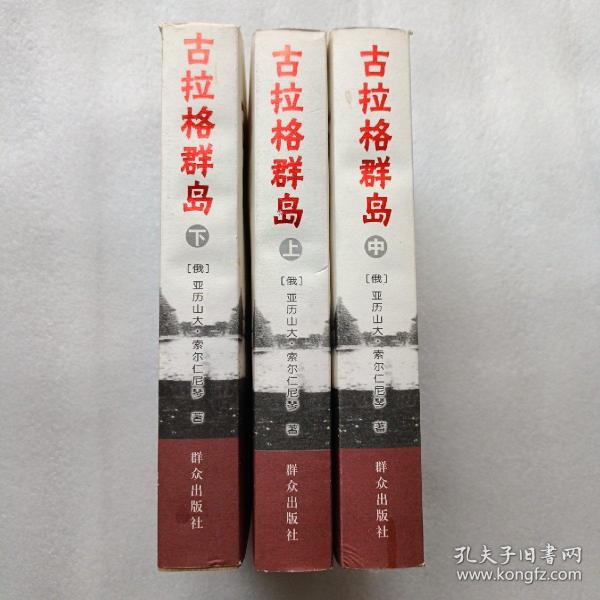 古拉格群岛
下
[俄] 亚历山大·索尔仁尼琴 著
群众出版社
古拉格群岛
上
[俄] 亚历山大·索尔仁尼琴 著
群众出版社
古拉格群岛
中
[俄] 亚历山大·索尔仁尼琴 著
群众出版社
孔夫子旧书网
www.kongfz.com